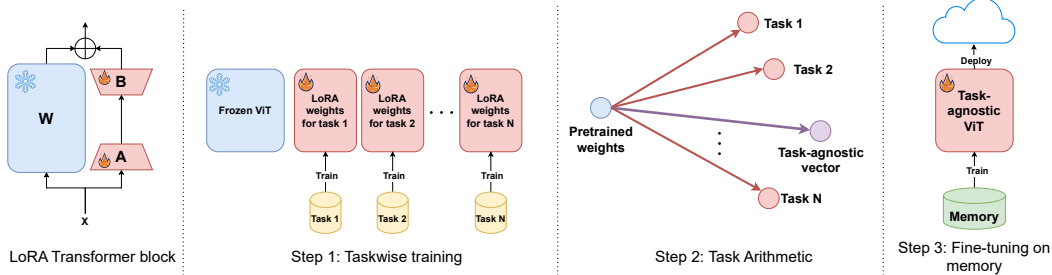 W
B
A
x
LoRA Transformer block
Frozen ViT
LoRA
weights
for task 1
LoRA
weights
for task 2
. . .
LoRA
weights
for task N
Train
Train
Train
Task 1
Task 2
Task N
Step 1: Taskwise training
Task 1
Task 2
Pretrained
weights
Task-agnostic
vector
Task N
Step 2: Task Arithmetic
Deploy
Task-
agnostic
ViT
Train
Memory
Step 3: Fine-tuning on
memory